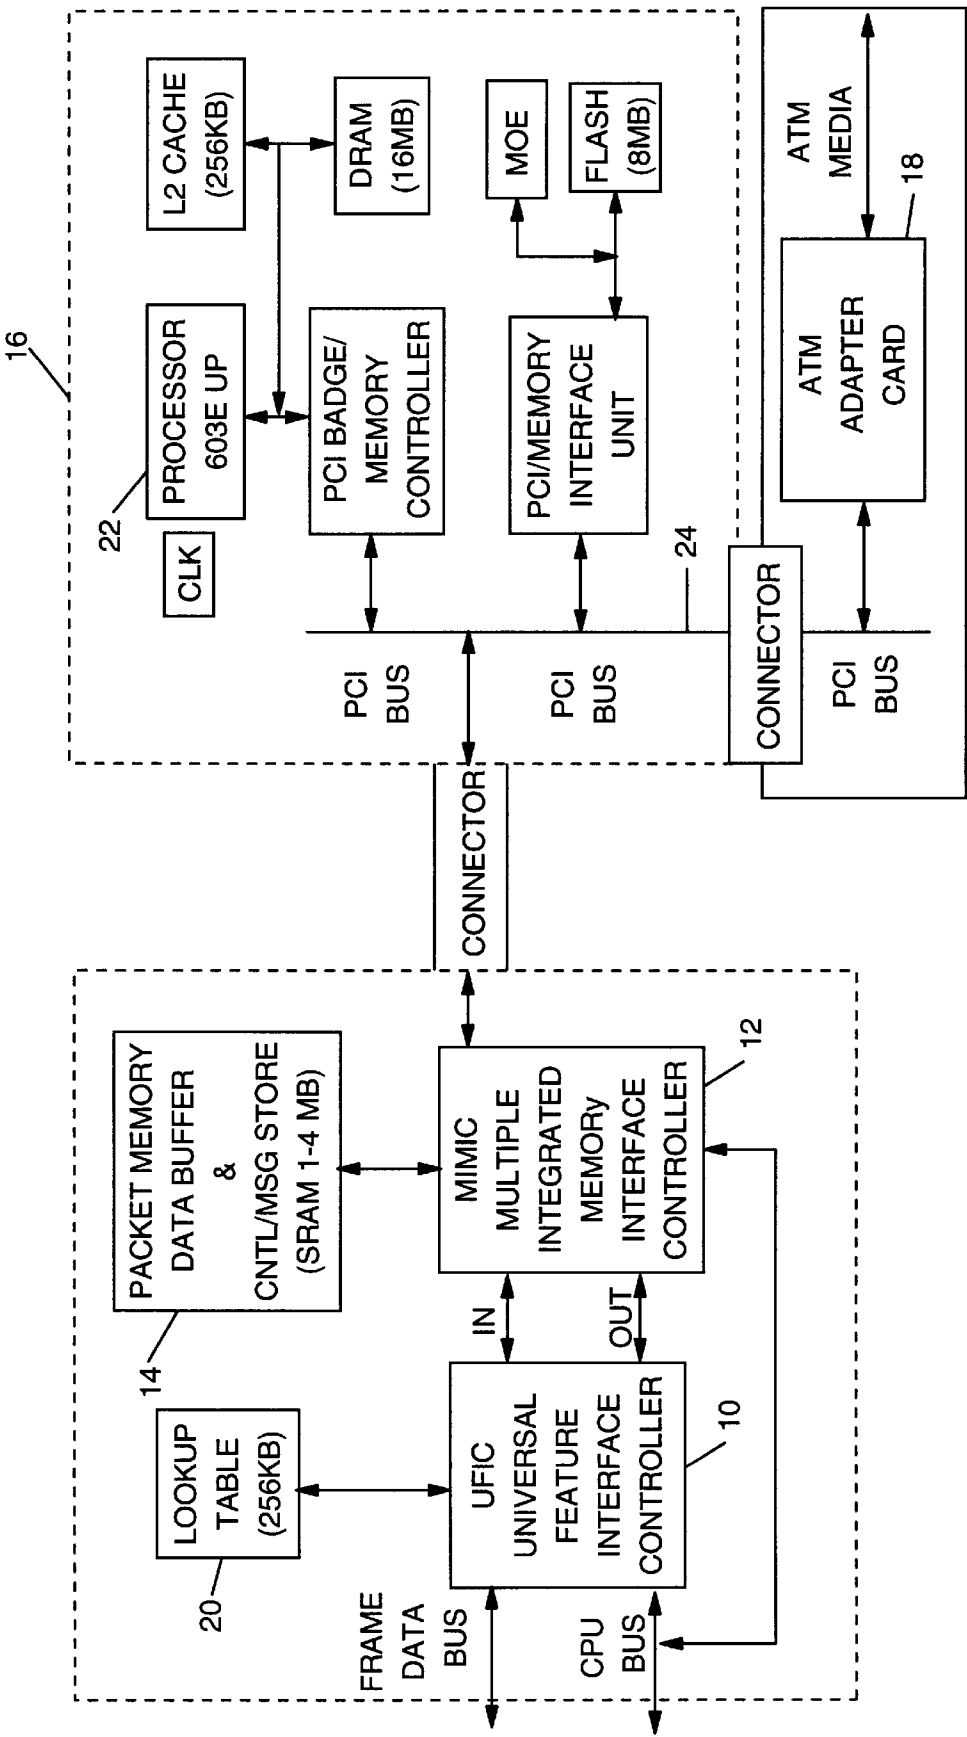 LOOKUP
TABLE
(256KB)
20
PACKET MEMORY
DATA BUFFER
&
CNTL/MSG STORE
(SRAM 1-4 MB)
14
FRAME
DATA
BUS
CPU
BUS
UFIC
UNIVERSAL
FEATURE
INTERFACE
CONTROLLER
10
IN
OUT
MIMIC
MULTIPLE
INTEGRATED
MEMORy
INTERFACE
CONTROLLER
12
CONNECTOR
16
CLK
22
PROCESSOR
603E UP
L2 CACHE
(256KB)
DRAM
(16MB)
PCI BADGE/
MEMORY
CONTROLLER
PCI
BUS
MOE
FLASH
(8MB)
PCI/MEMORY
INTERFACE
UNIT
PCI
BUS
24
CONNECTOR
PCI
BUS
ATM
ADAPTER
CARD
18
ATM
MEDIA